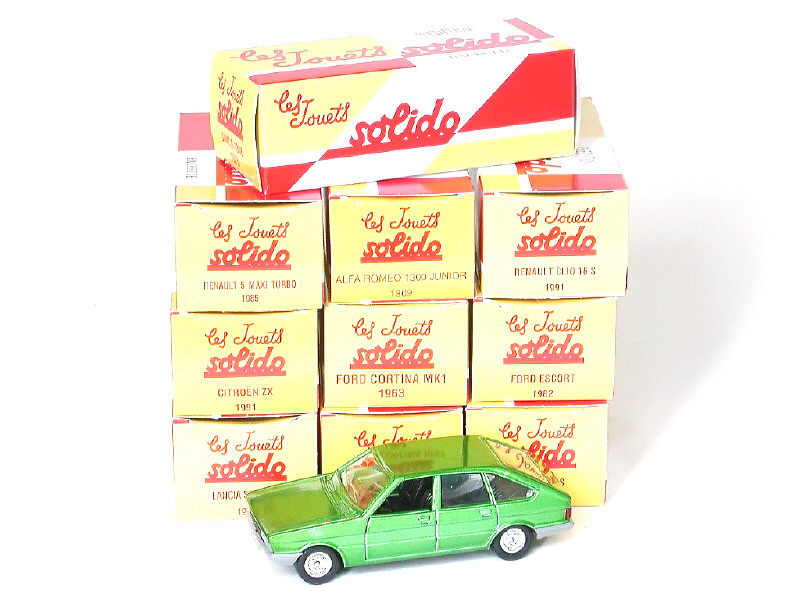 Les Jouets
solido
Les Jouets
solido
Les Jouets
solido
Les Jouets
solido
RENAULT 5 MAXI TURBO
1985
Les Jouets
solido
ALFA ROMEO 1300 JUNIOR
1969
Les Jouets
solido
RENAULT CLIO 16 S
1991
Les Jouets
solido
CITROËN ZX
1991
Les Jouets
solido
FORD CORTINA MK1
1963
Les Jouets
solido
FORD ESCORT
1982
Les Jouets
solido
LANCIA
Les Jouets
solido